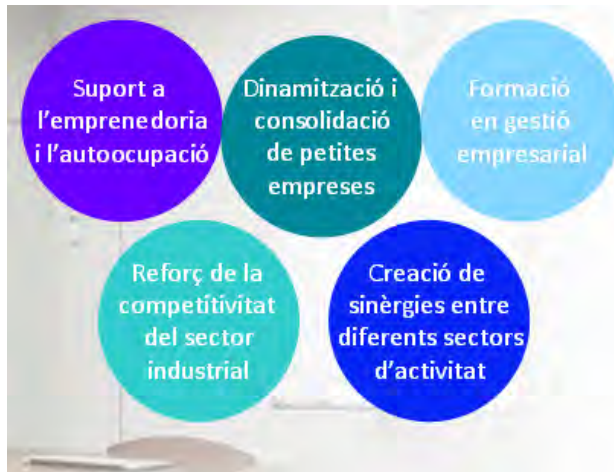 Suport a
l'emprenedoria
i l'autoocupació
Dinamització i
consolidació
de petites
empreses
Formació
en gestió
empresarial
Reforç de la
competitivitat
del sector
industrial
Creació de
sinèrgies entre
diferents sectors
d'activitat